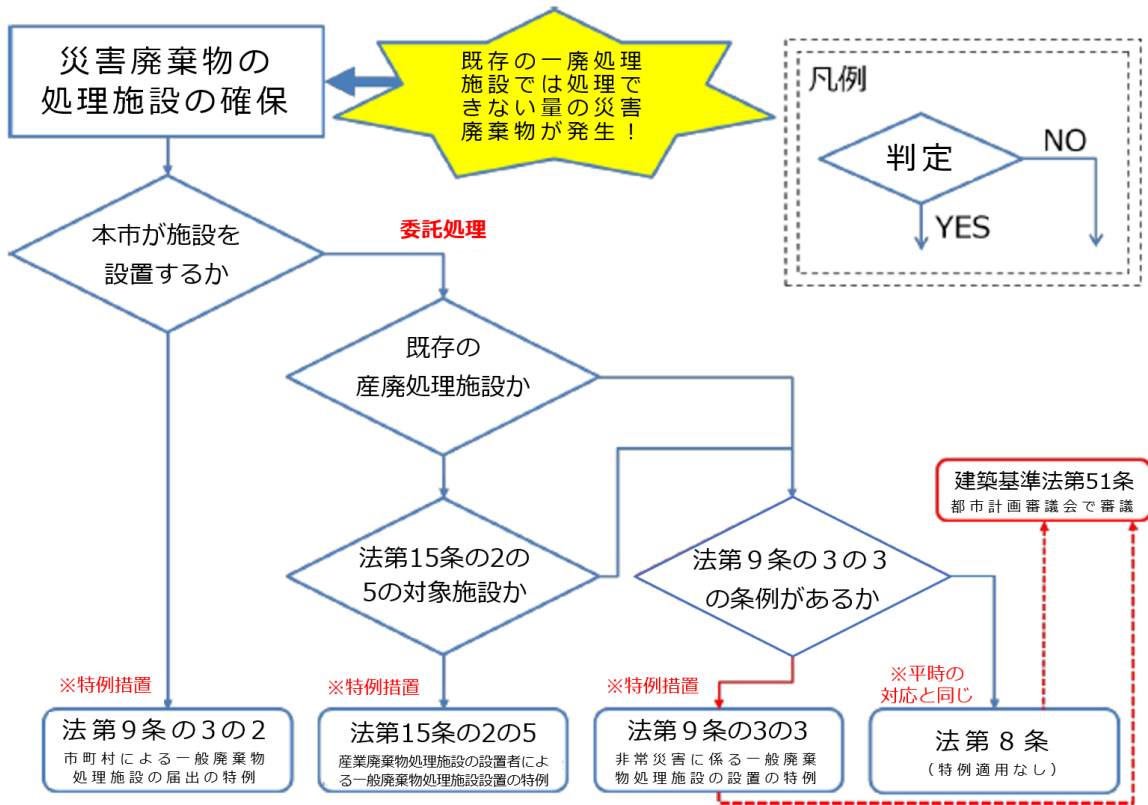 災害廃棄物の
処理施設の確保
既存の一廃処理
施設では処理で
きない量の災害
廃棄物が発生！
凡例
判定
NO
YES
本市が施設を
設置するか
委託処理
既存の
産廃処理施設か
建築基準法第51条
都市計画審議会で審議
法第15条の2の
5の対象施設か
法第９条の３の３
の条例があるか
※特例措置
※特例措置
※特例措置
※平時の
対応と同じ
法第９条の３の２
市町村による一般廃棄物
処理施設の届出の特例
法第15条の2の5
産業廃棄物処理施設の設置者によ
る一般廃棄物処理施設設置の特例
法第９条の3の３
非常災害に係る一般廃棄
物処理施設の設置の特例
法第８条
（特例適用なし）